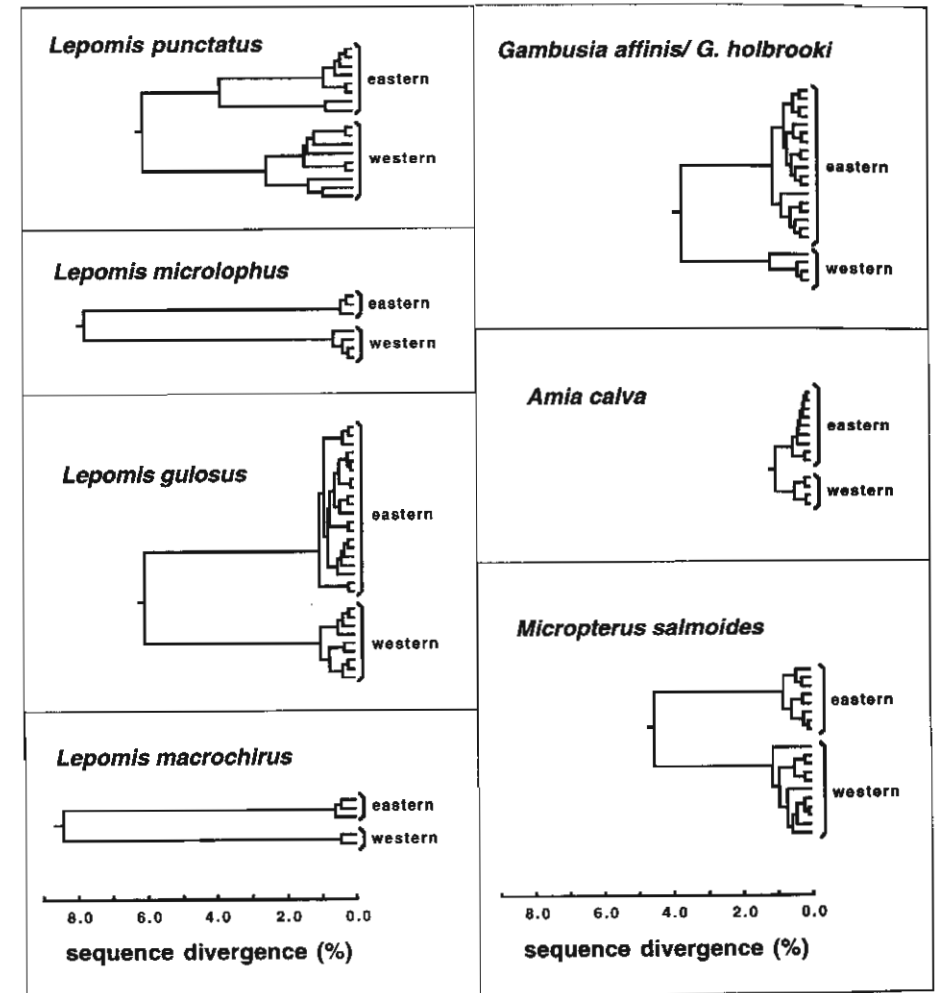 Lepomis punctatus
eastern
western
Lepomis microlophus
eastern
western
Lepomis gulosus
eastern
western
Lepomis macrochirus
eastern
western
8.0 6.0 4.0 2.0 0.0
sequence divergence (%)
Gambusia affinis/ G. holbrooki
eastern
western
Amia calva
eastern
western
Micropterus salmoides
eastern
western
8.0 6.0 4.0 2.0 0.0
sequence divergence (%)